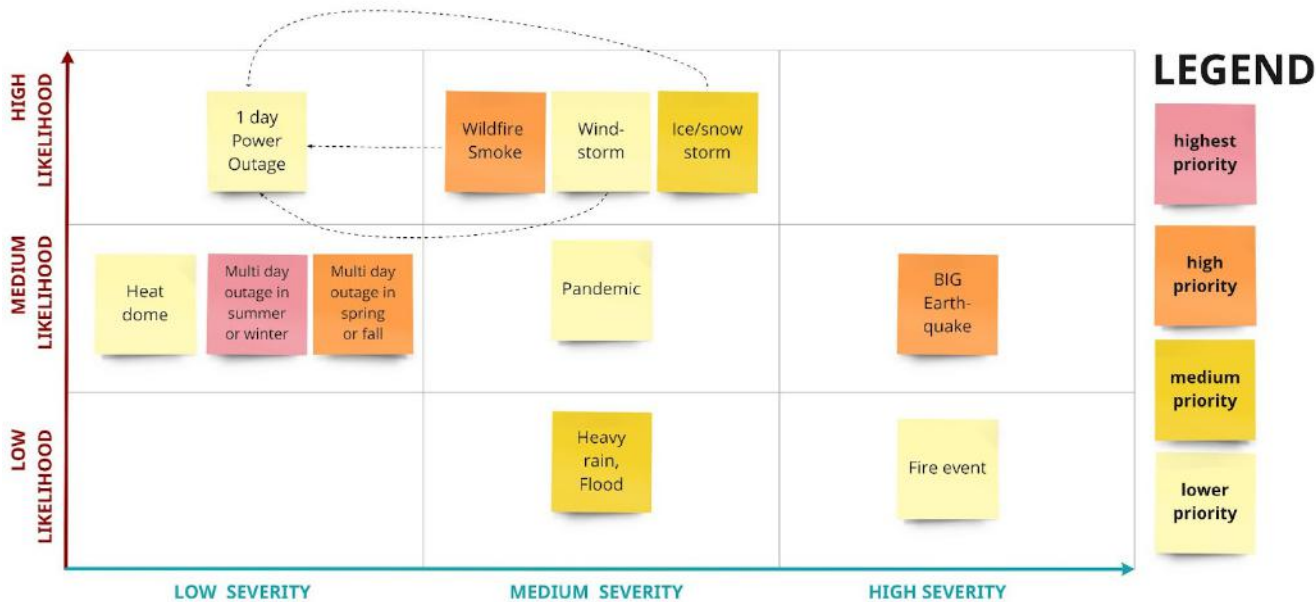 LEGEND
HIGH
LIKELIHOOD
1 day
Power
Outage
Wildfire
Smoke
Wind-
storm
Ice/snow
storm
highest
priority
MEDIUM
LIKELIHOOD
Heat
dome
Multi day
outage in
summer
or winter
Multi day
outage in
spring
or fall
Pandemic
BIG
Earth-
quake
high
priority
medium
priority
LOW
LIKELIHOOD
Heavy
rain,
Flood
Fire event
lower
priority
LOW SEVERITY
MEDIUM SEVERITY
HIGH SEVERITY